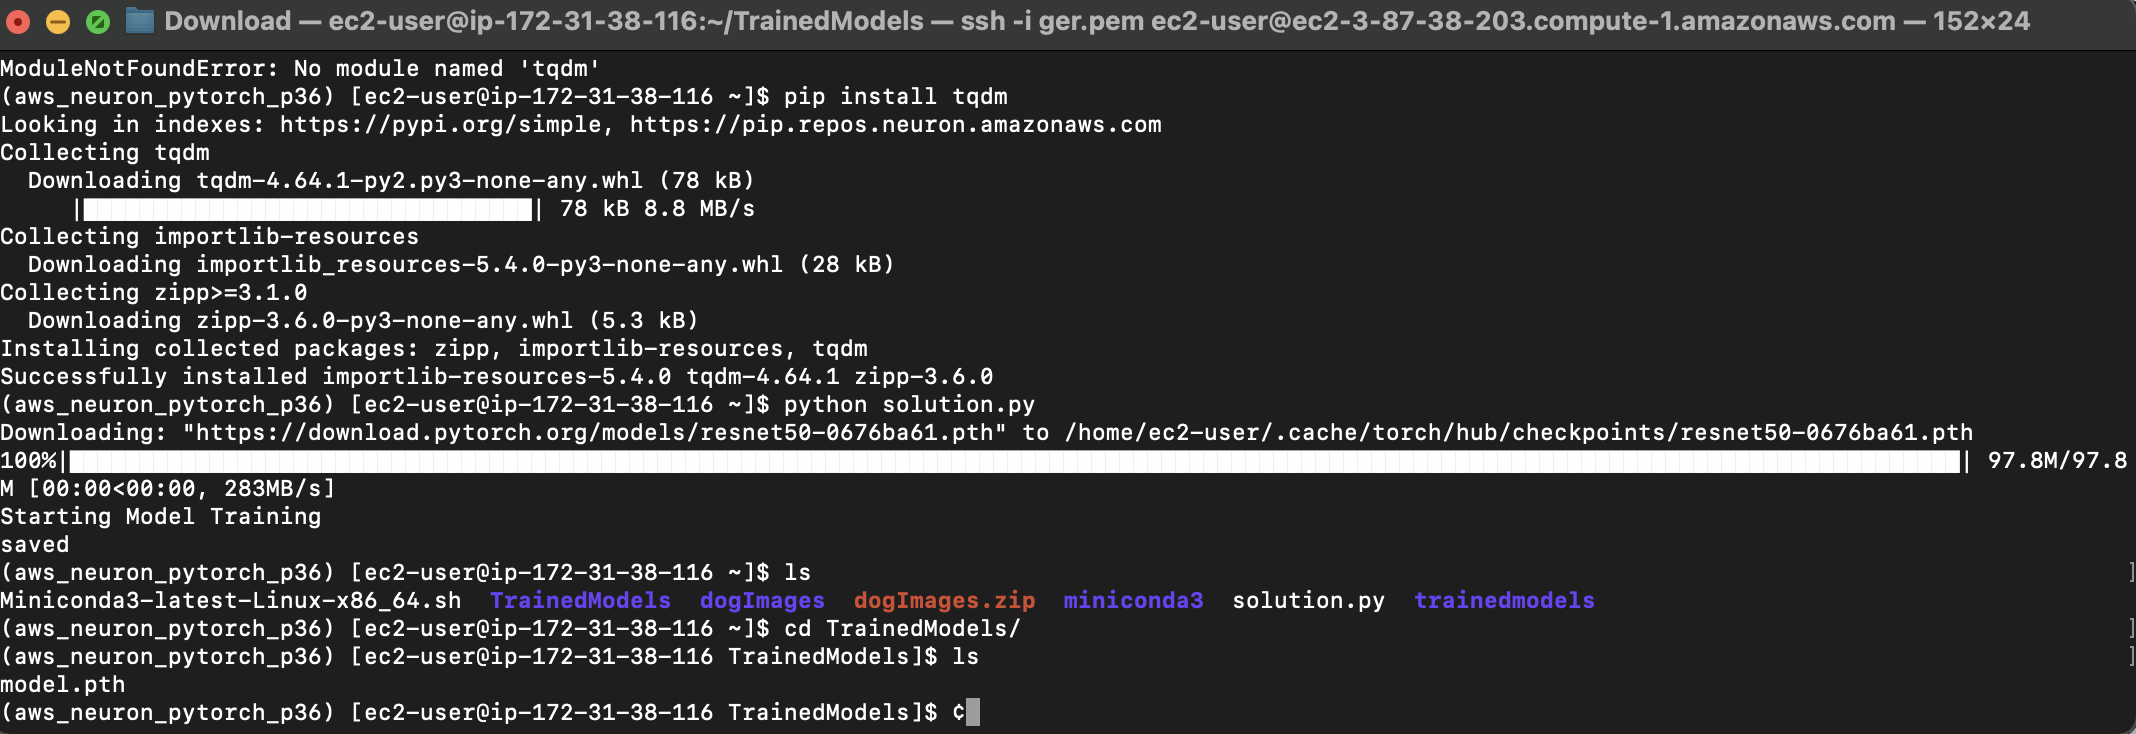 Download — ec2-user@ip-172-31-38-116:~/TrainedModels — ssh -i ger.pem ec2-user@ec2-3-87-38-203.compute-1.amazonaws.com — 152×24
ModuleNotFoundError: No module named 'tqdm'
(aws_neuron_pytorch_p36) [ec2-user@ip-172-31-38-116 ~]$ pip install tqdm
Looking in indexes: https://pypi.org/simple, https://pip.repos.neuron.amazonaws.com
Collecting tqdm
  Downloading tqdm-4.64.1-py2.py3-none-any.whl (78 kB)
     |████████████████████████████████| 78 kB 8.8 MB/s
Collecting importlib-resources
  Downloading importlib_resources-5.4.0-py3-none-any.whl (28 kB)
Collecting zipp>=3.1.0
  Downloading zipp-3.6.0-py3-none-any.whl (5.3 kB)
Installing collected packages: zipp, importlib-resources, tqdm
Successfully installed importlib-resources-5.4.0 tqdm-4.64.1 zipp-3.6.0
(aws_neuron_pytorch_p36) [ec2-user@ip-172-31-38-116 ~]$ python solution.py
Downloading: "https://download.pytorch.org/models/resnet50-0676ba61.pth" to /home/ec2-user/.cache/torch/hub/checkpoints/resnet50-0676ba61.pth
100%|███████████████████████████████████████████████████████████████████████████████████████████████████████████████████████████████████████| 97.8M/97.8
M [00:00<00:00, 283MB/s]
Starting Model Training
saved
(aws_neuron_pytorch_p36) [ec2-user@ip-172-31-38-116 ~]$ ls ]
Miniconda3-latest-Linux-x86_64.sh  TrainedModels  dogImages  dogImages.zip  miniconda3  solution.py  trainedmodels
(aws_neuron_pytorch_p36) [ec2-user@ip-172-31-38-116 ~]$ cd TrainedModels/ ]
(aws_neuron_pytorch_p36) [ec2-user@ip-172-31-38-116 TrainedModels]$ ls ]
model.pth
(aws_neuron_pytorch_p36) [ec2-user@ip-172-31-38-116 TrainedModels]$ ¢